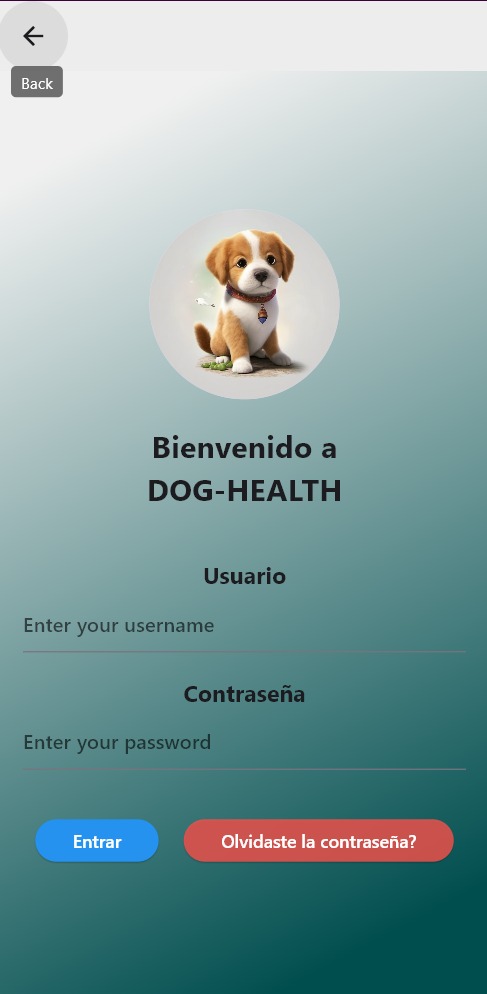 Back
Bienvenido a
DOG-HEALTH
Usuario
Enter your username
Contraseña
Enter your password
Entrar
Olvidaste la contraseña?